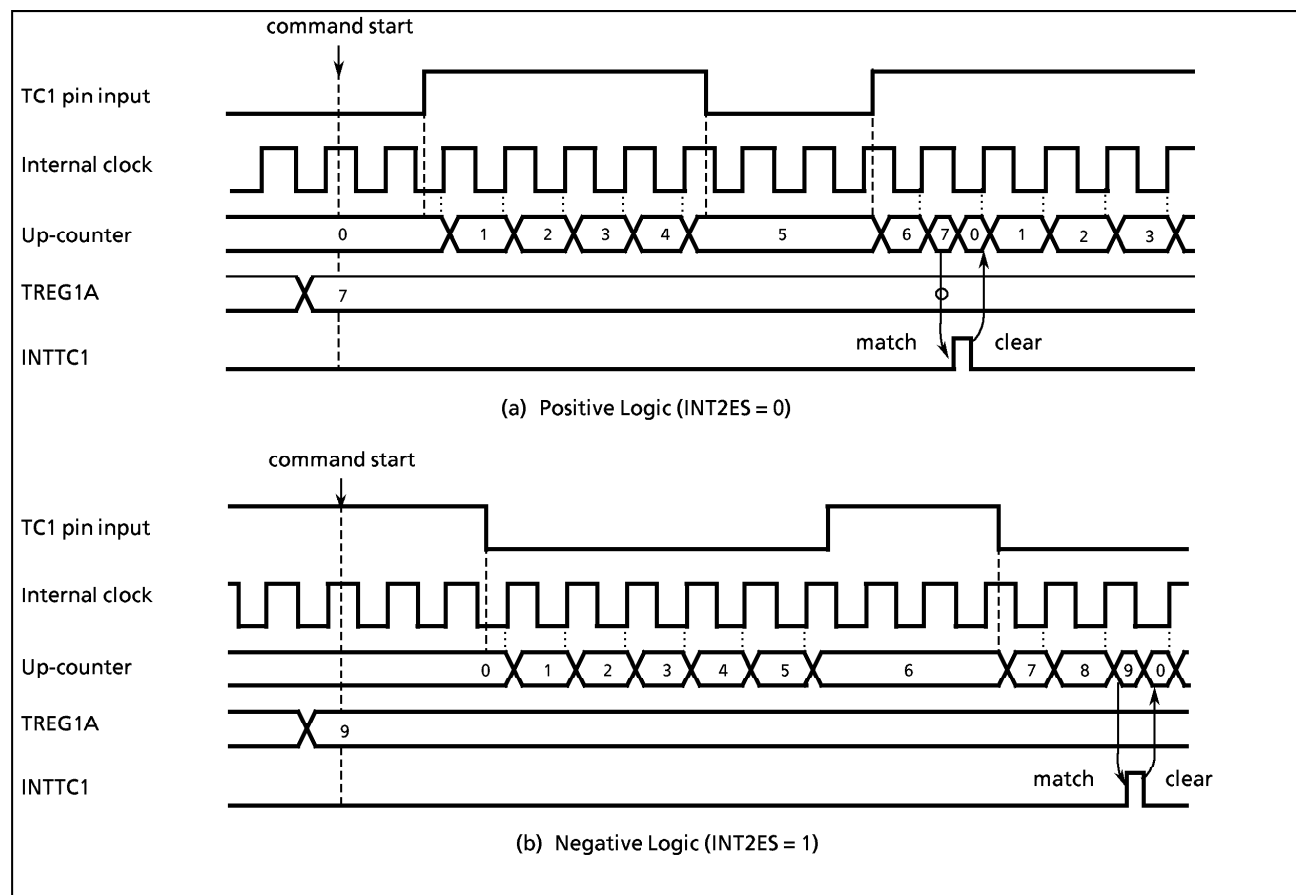 command start
TC1 pin input
Internal clock
Up-counter
0 1 2 3 4 5 6 7 0 1 2 3
TREG1A
7
INTTC1
match clear
(a) Positive Logic (INT2ES = 0)
command start
TC1 pin input
Internal clock
Up-counter
0 1 2 3 4 5 6 7 8 9 0
TREG1A
9
INTTC1
match clear
(b) Negative Logic (INT2ES = 1)